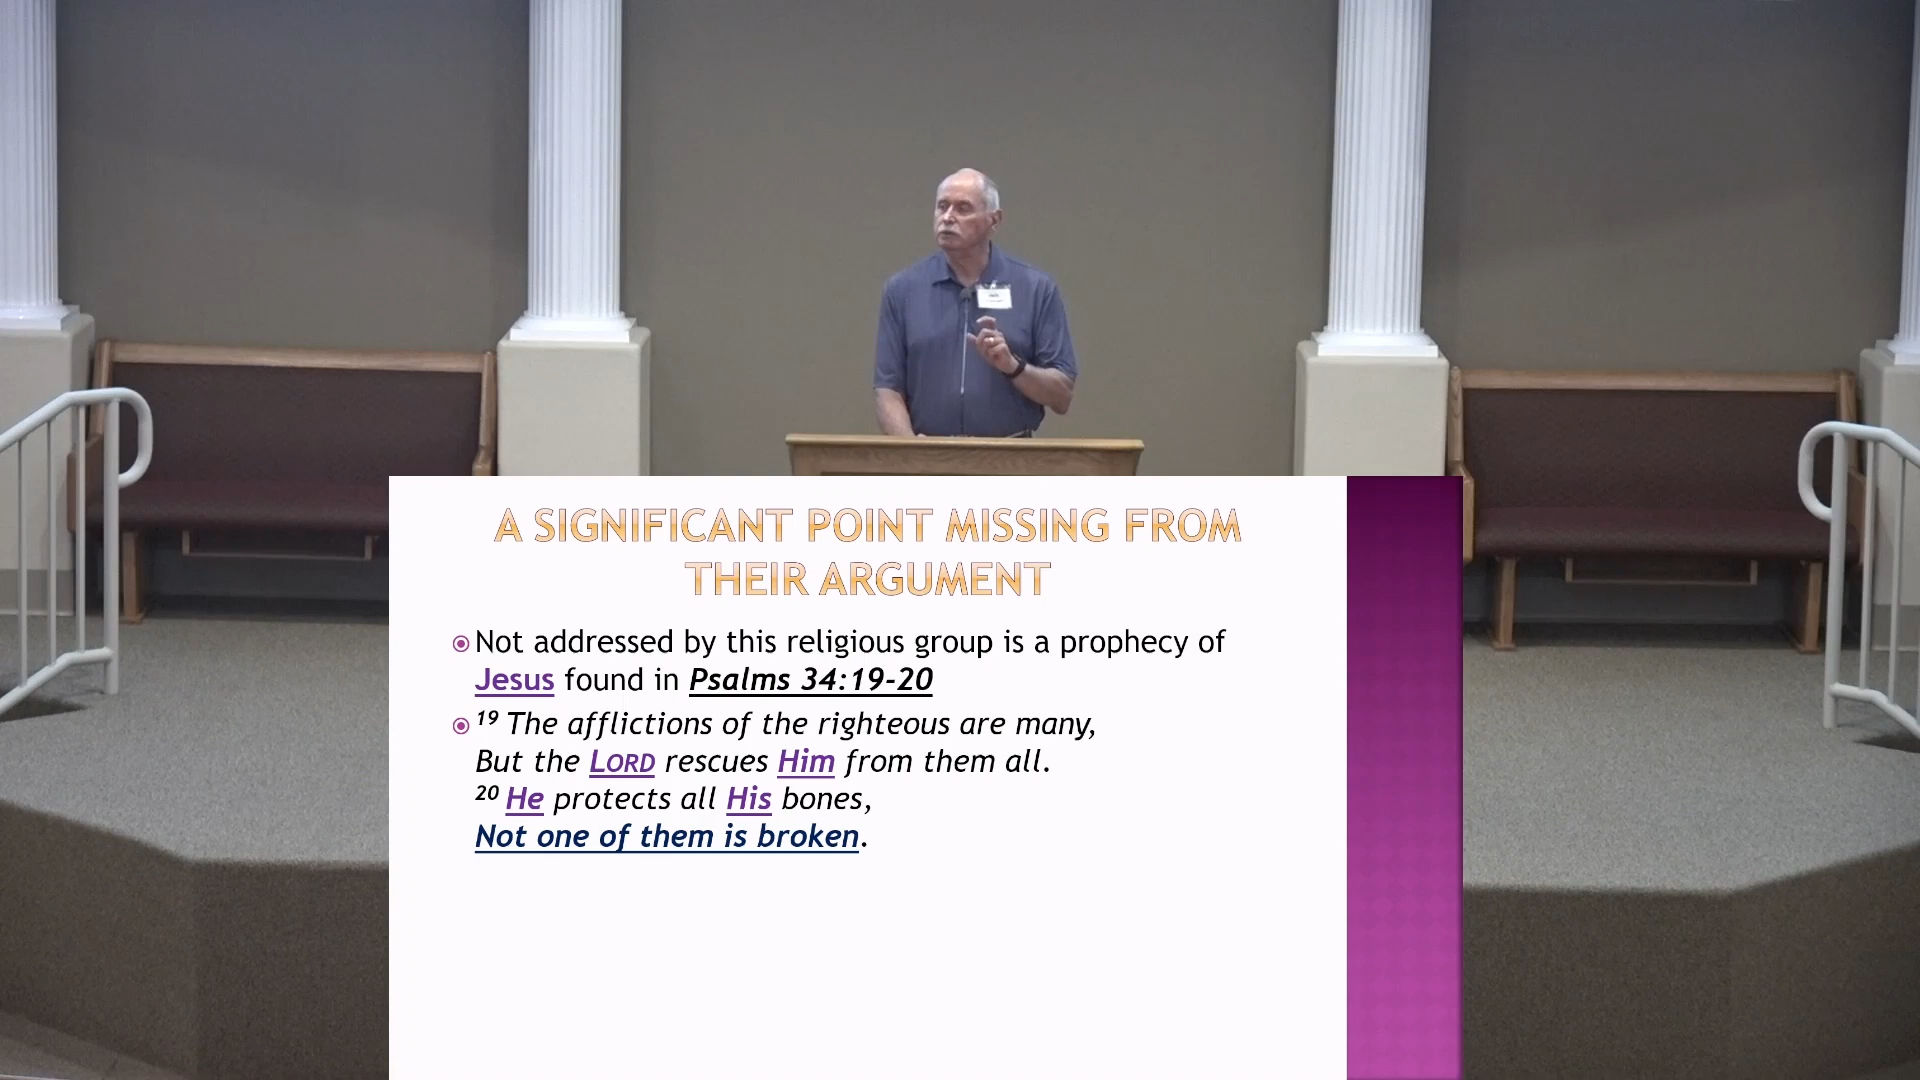 A SIGNIFICANT POINT MISSING FROM
THEIR ARGUMENT
Not addressed by this religious group is a prophecy of
Jesus found in Psalms 34:19-20
19 The afflictions of the righteous are many,
But the LORD rescues Him from them all.
20 He protects all His bones,
Not one of them is broken.